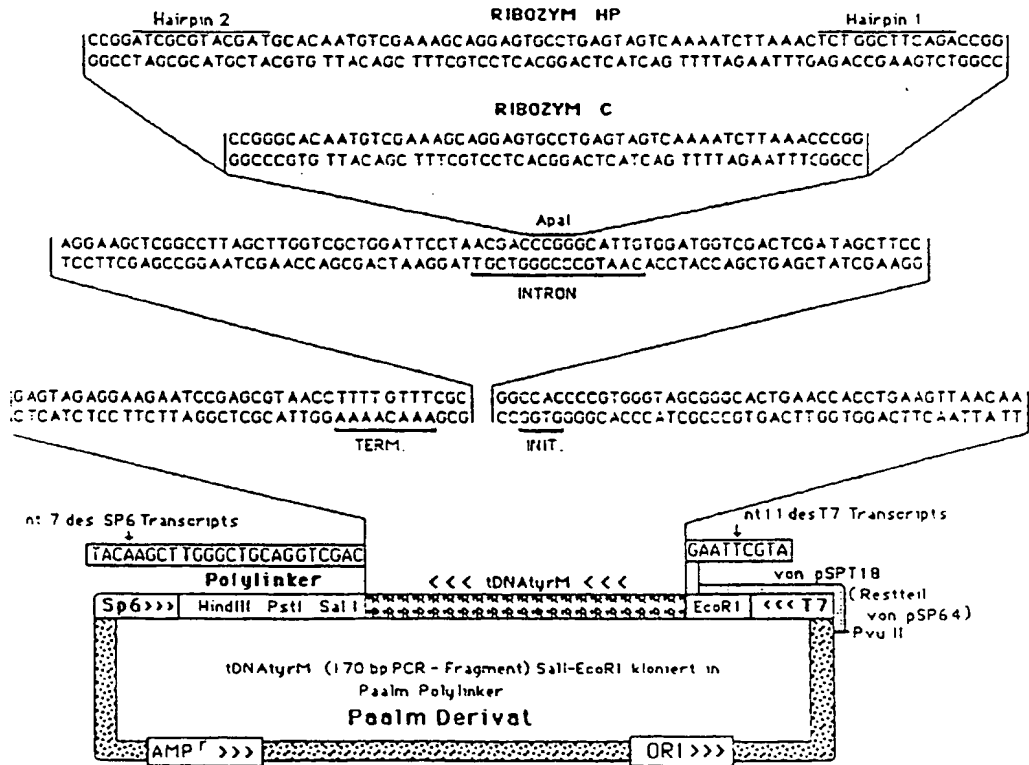 Hairpin 2
RIBOZYM HP
Hairpin 1
CCGGATCGCGTACGATGCACAATGTCGAAAGCAGGAGTGCCTGAGTAGTCAAAATCTTAAACTCTGGCTTCAGACCGG
GGCCTAGCGCATGCTACGTG TTACAGC TTTCGTCCTCACGGACTCATCAG TTTTAGAATTTGAGACCGAAGTCTGGCC
RIBOZYM C
CCGGGCACAATGTCGAAAGCAGGAGTGCCTGAGTAGTCAAAATCTTAAACCCGG
GGCCCGTG TTACAGC TTTCGTCCTCACGGACTCATCAG TTTTAGAATTTGGGCC
ApaI
AGGAAGCTCGGCCTTAGCTTGGTCGCTGGATTCCTAACGACCCGGGCATTGTGGATGGTCGACTCGATAGCTTCC
TCCTTCGAGCCGGAATCGAACCAGCGACTAAGGATTGCTGGGCCCGTAACACCTACCAGCTGAGCTATCGAAGG
INTRON
GAGTAGAGGAAGAATCCGAGCGTAACCTTTTGTTTCGC
GGCCACCCCGTGGGTAGCGGGCACTGAACCACCTGAAGTTAACAA
CTCATCTCCTTCTTAGGCTCGCATTGGAAAACAAAGCG
CCGGTGGGGCACCCATCGCCCGTGACTTGGTGGACTTCAATTATT
TERM.
INIT.
nt 7 des SP6 Transcripts
nt11 des T7 Transcripts
TACAAGCTTGGGCTGCAGGTCGAC
GAATTCGTA
Polylinker
<<< tDNAtyrM <<<
von pSPT18
(Restteil
von pSP64)
Sp6>>>
HindIII PstI SalI
EcoRI
<<<T7
Pvu II
tDNAtyrM (170 bp PCR-Fragment) SalI-EcoRI kloniert in
Paalm Polylinker
Paalm Derivat
AMP r >>>
ORI >>>